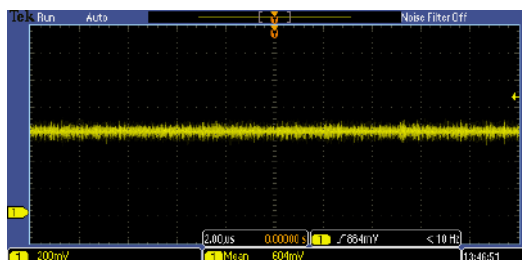 Tek Run Auto Noise Filter Off
1
2.00µs 0.00000 s 1 864mV < 10 Hz
1 200mV 1 Mean 604mV 13:46:51